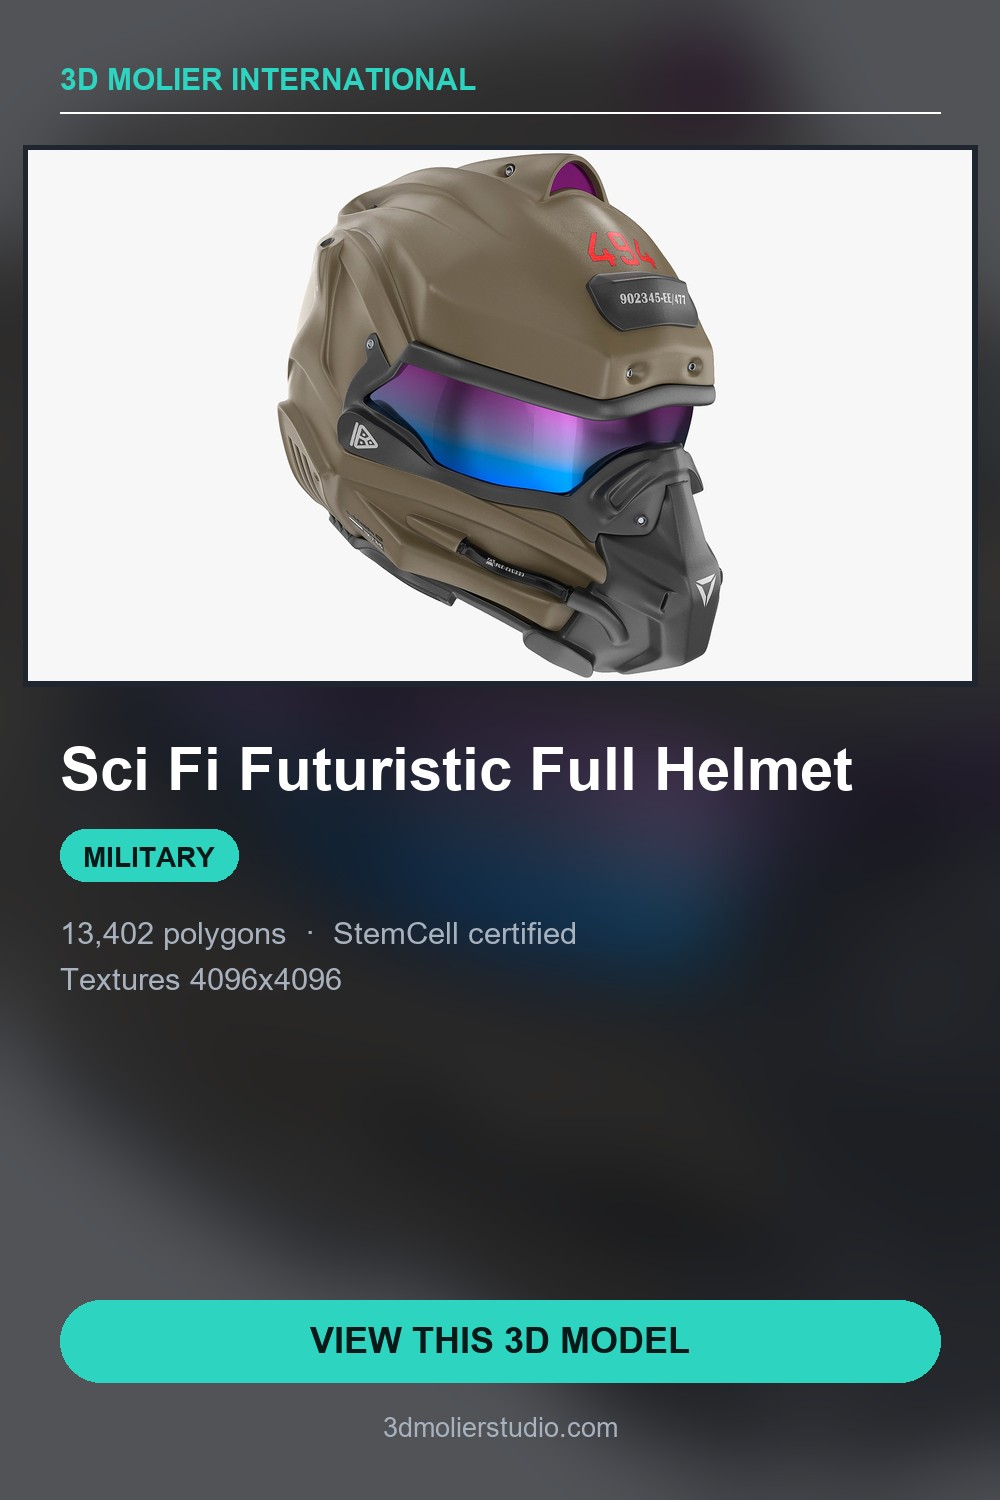 3D MOLIER INTERNATIONAL
494
902345-EE/477
Sci Fi Futuristic Full Helmet
MILITARY
13,402 polygons · StemCell certified
Textures 4096x4096
VIEW THIS 3D MODEL
3dmolierstudio.com